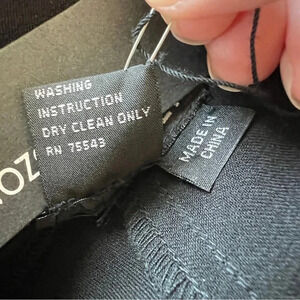 WASHING
INSTRUCTION
DRY CLEAN ONLY
RN 75543
MADE IN
CHINA